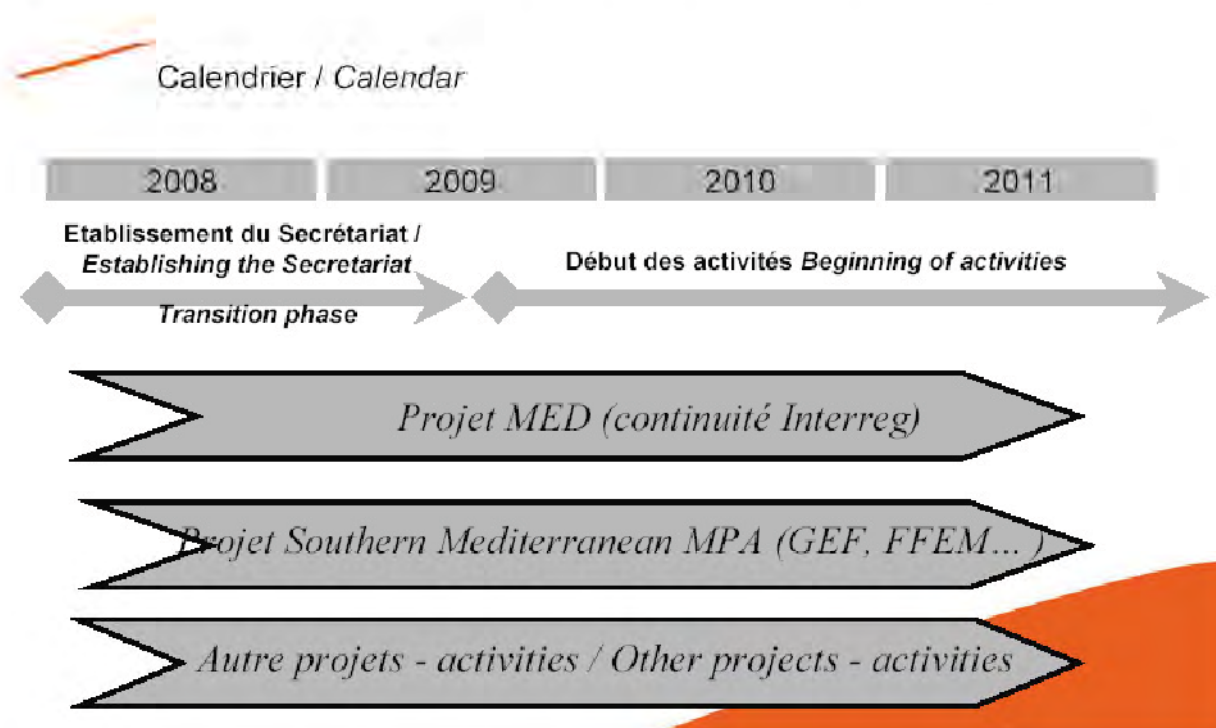 Calendrier / Calendar
2008 2009 2010 2011
Etablissement du Secrétariat /
Establishing the Secretariat
Transition phase
Début des activités Beginning of activities
Projet MED (continuité Interreg)
Projet Southern Mediterranean MPA (GEF, FFEM... )
Autre projets - activities / Other projects - activities